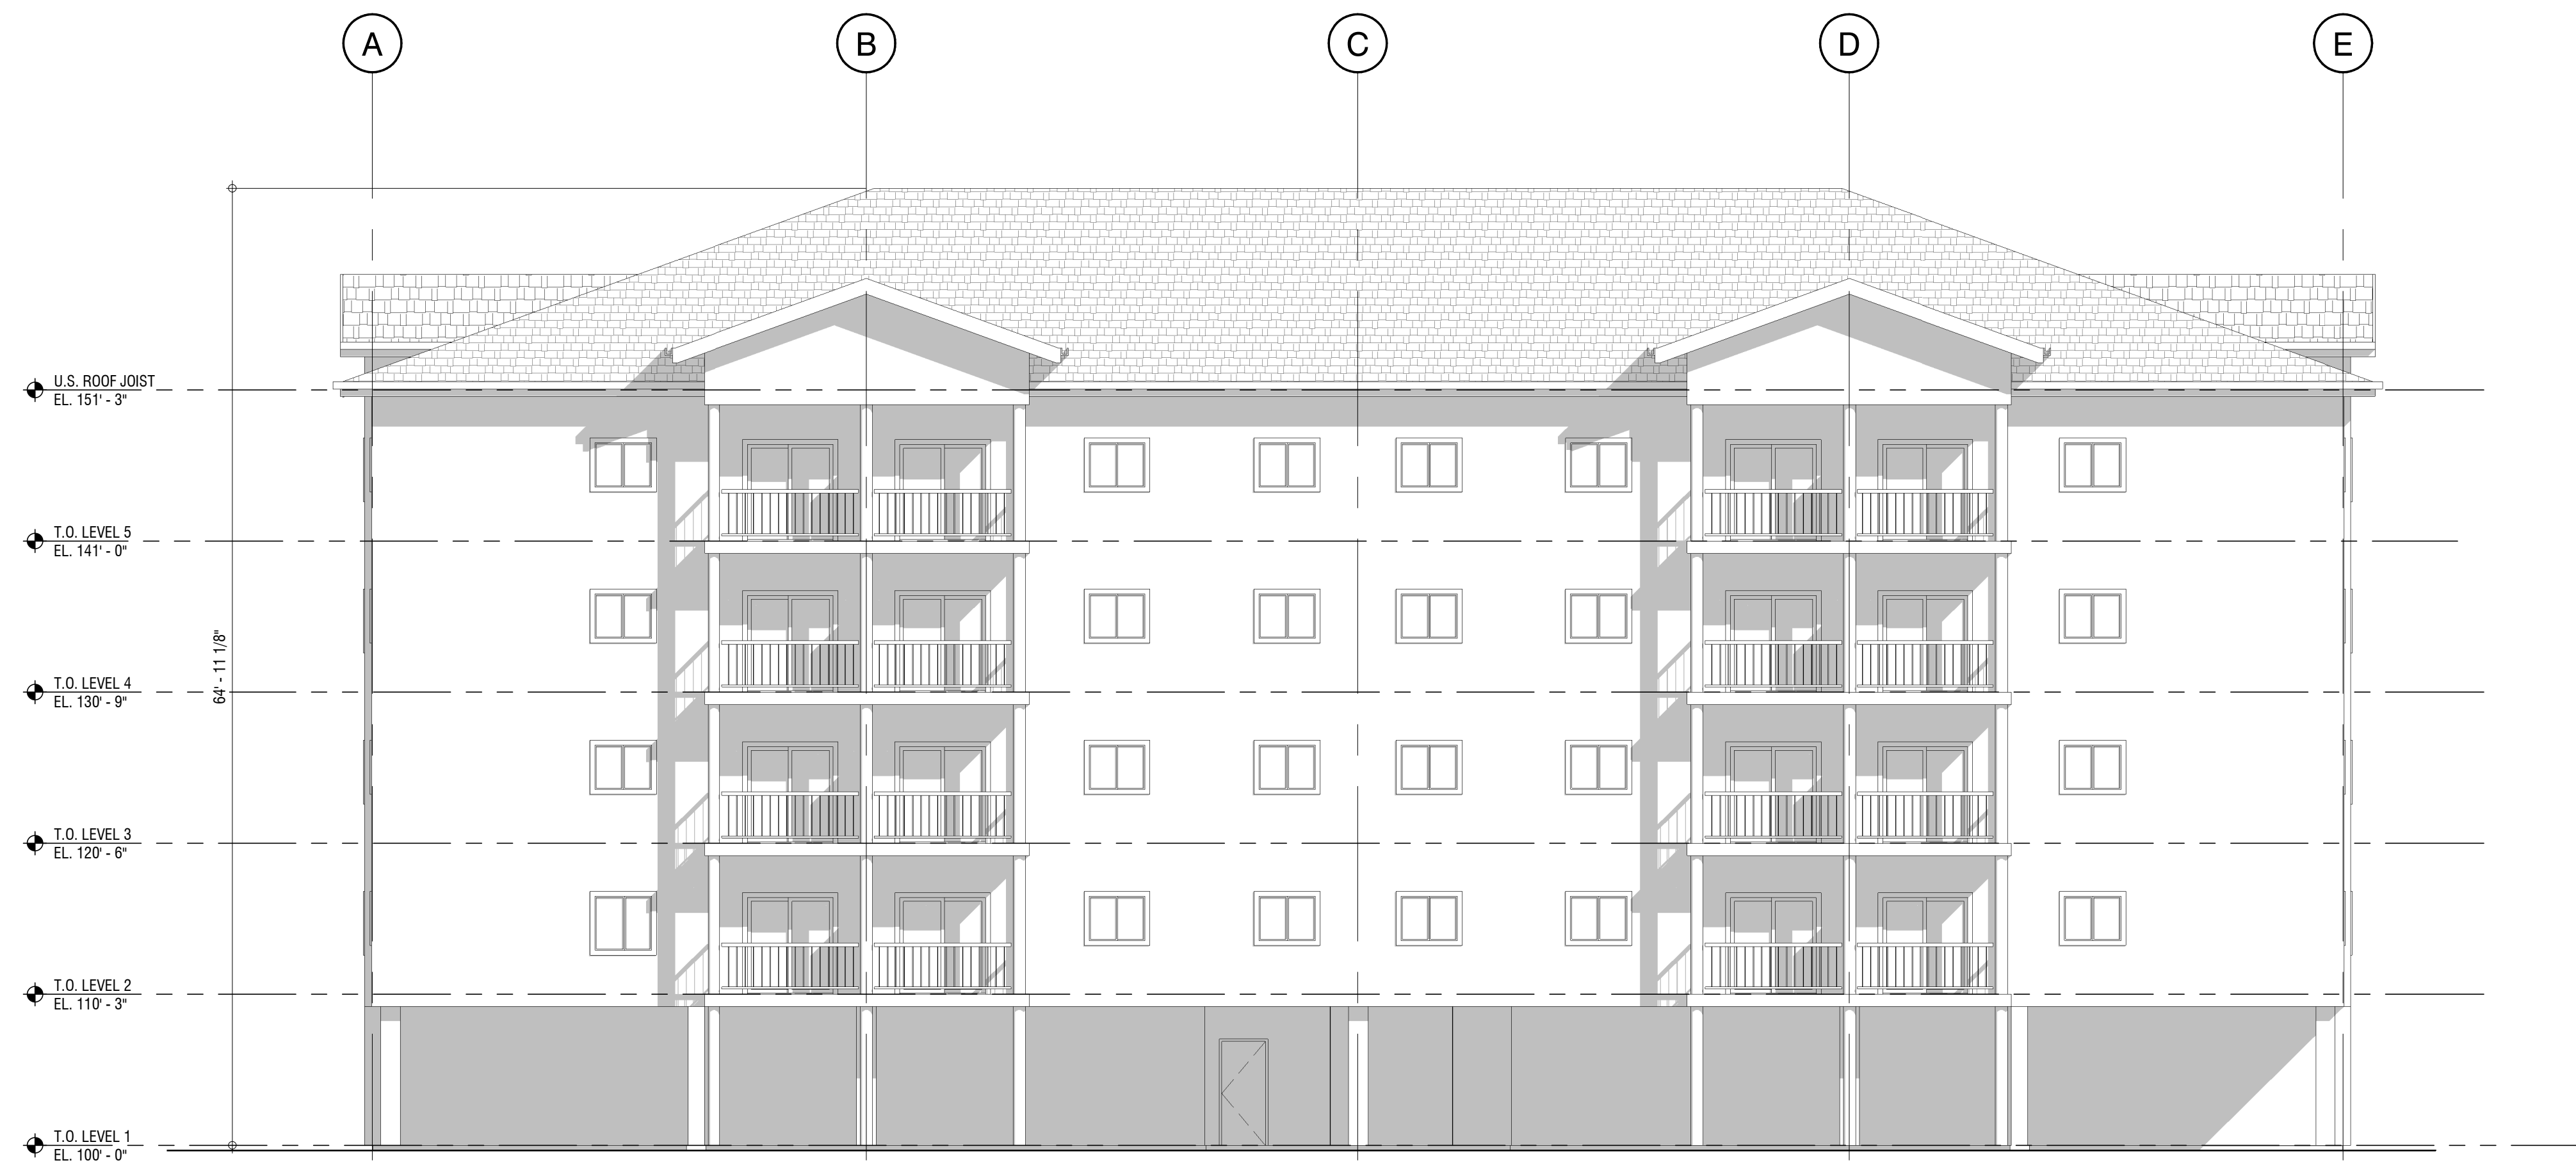 A B C D E
U.S. ROOF JOIST
EL. 151' - 3"
T.O. LEVEL 5
EL. 141' - 0"
64' - 11 1/8"
T.O. LEVEL 4
EL. 130' - 9"
T.O. LEVEL 3
EL. 120' - 6"
T.O. LEVEL 2
EL. 110' - 3"
T.O. LEVEL 1
EL. 100' - 0"